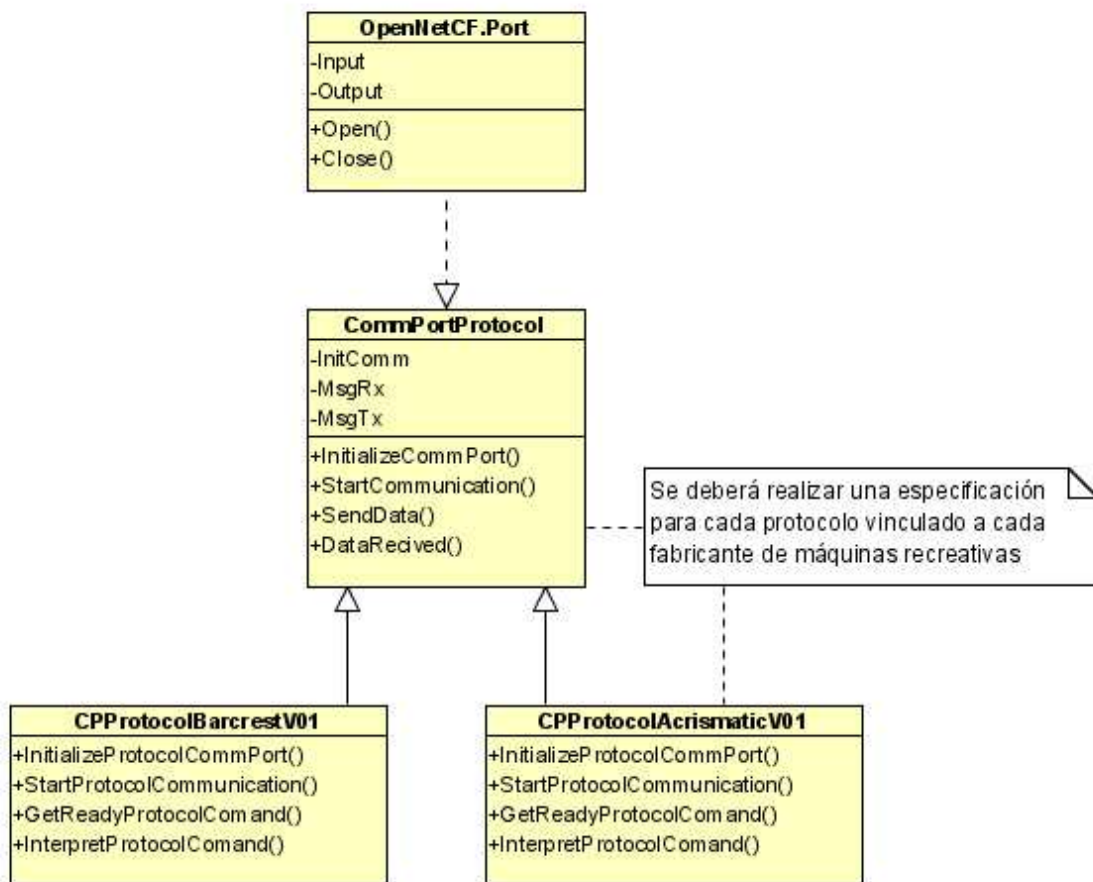 OpenNetCF.Port
-Input
-Output
+Open()
+Close()
CommPortProtocol
-InitComm
-MsgRx
-MsgTx
+InitializeCommPort()
+StartCommunication()
+SendData()
+DataRecived()
Se deberá realizar una especificación
para cada protocolo vinculado a cada
fabricante de máquinas recreativas
CPProtocolBarcrestV01
+InitializeProtocolCommPort()
+StartProtocolCommunication()
+GetReadyProtocolComand()
+InterpretProtocolComand()
CPProtocolAcrismaticV01
+InitializeProtocolCommPort()
+StartProtocolCommunication()
+GetReadyProtocolComand()
+InterpretProtocolComand()